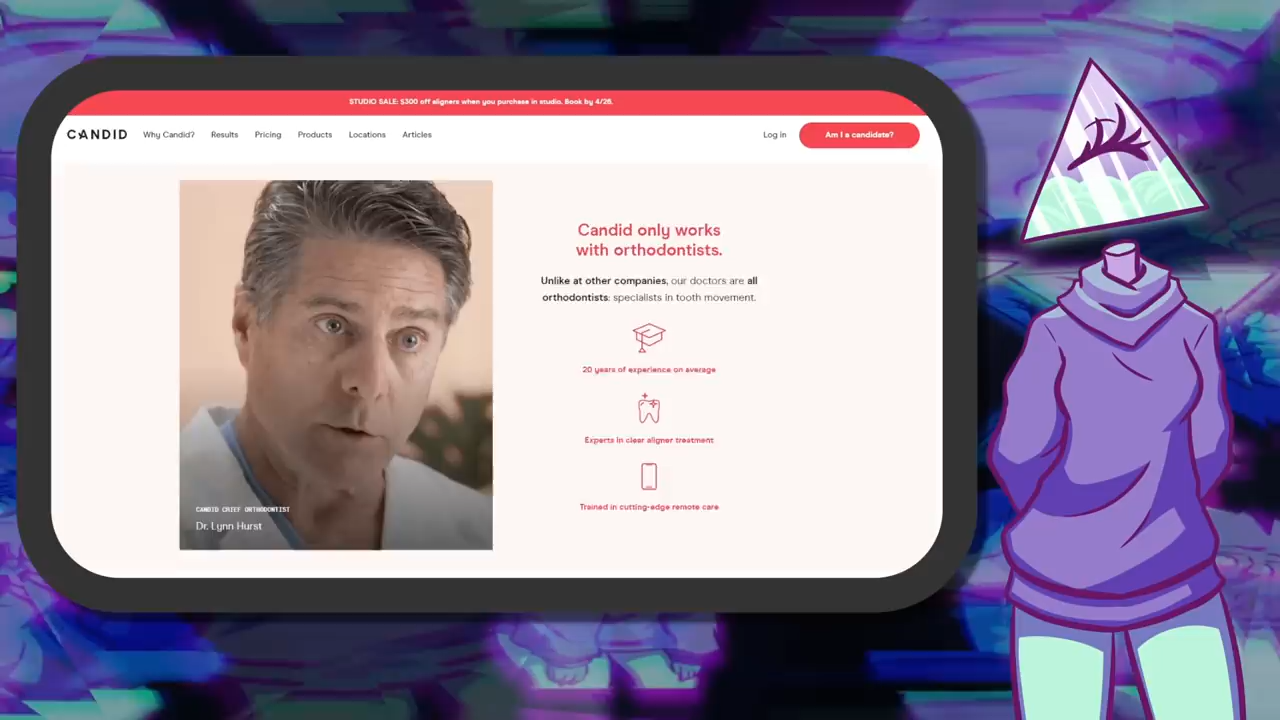 STUDIO SALE: $300 off aligners when you purchase in studio. Book by 4/26.
CANDID
Why Candid?
Results
Pricing
Products
Locations
Articles
Log in
Am I a candidate?
Candid only works
with orthodontists.
Unlike at other companies, our doctors are all
orthodontists: specialists in tooth movement.
20 years of experience on average
Experts in clear aligner treatment
Trained in cutting-edge remote care
CANDID CHIEF ORTHODONTIST
Dr. Lynn Hurst